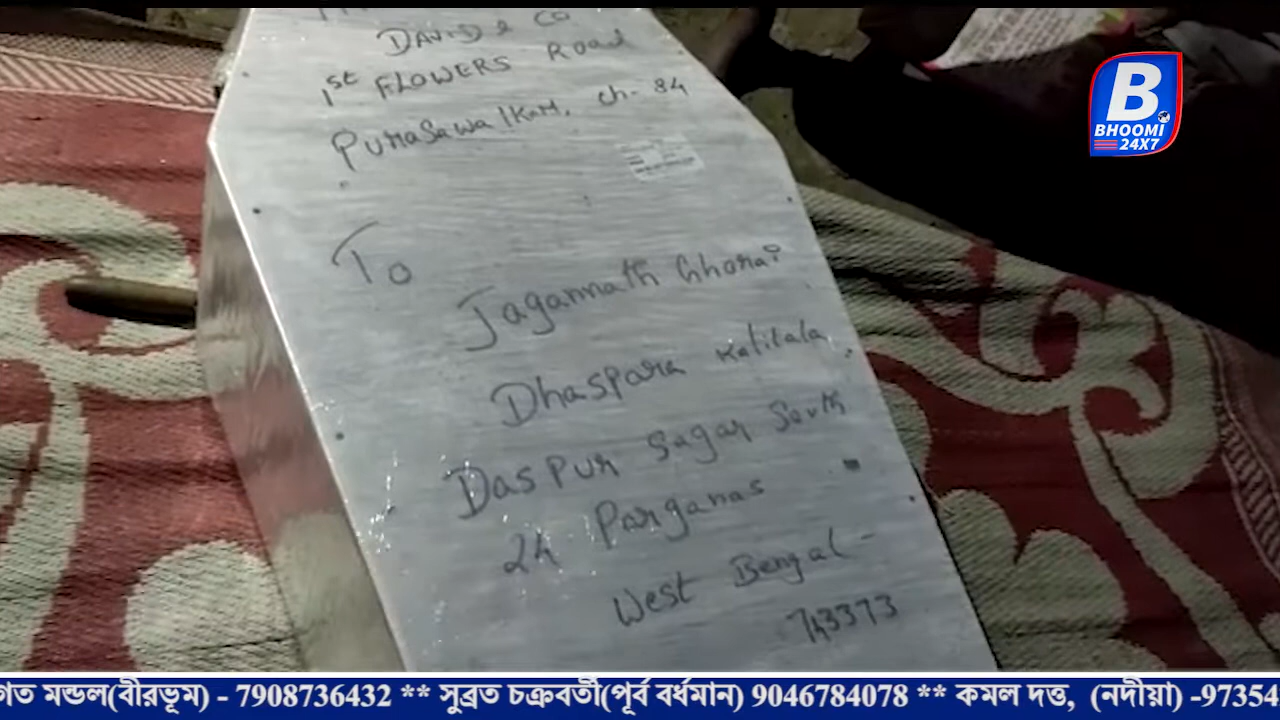 DAVID & CO
1st FLOWERS ROAD
PURASAWALKAM, Ch-84
To
Jagannath Ghorai
Dhaspara Kalitala,
Daspur Sagar South
24 Parganas
West Bengal -
743373
B
BHOOMI
24X7
গত মন্ডল(বীরভূম) - 7908736432 ** সুব্রত চক্রবর্তী(পূর্ব বর্ধমান) 9046784078 ** কমল দত্ত, (নদীয়া) -97354